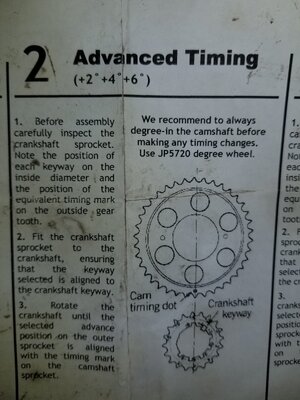 2 Advanced Timing
(+2°+4°+6°)
1. Before assembly
carefully inspect the
crankshaft sprocket.
Note the position of
each keyway on the
inside diameter and
the position of the
equivalent timing mark
on the outside gear
tooth.
2. Fit the crankshaft
sprocket to the
crankshaft, ensuring
that the keyway
selected is aligned to
the crankshaft keyway.
3. Rotate the
crankshaft until the
selected advance
position on the outer
sprocket is aligned
with the timing mark
on the camshaft
sprocket.
We recommend to always
degree-in the camshaft before
making any timing changes.
Use JP5720 degree wheel.
Cam
timing dot
Crankshaft
keyway